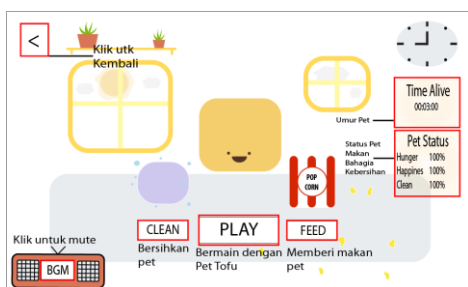 <
Klik utk
Kembali
Time Alive
00:03:00
Umur Pet
Pet Status
Hunger 100%
Happines 100%
Clean 100%
Status Pet
Makan
Bahagia
Kebersihan
POP
CORN
CLEAN
Bersihkan
pet
PLAY
Bermain dengan
Pet Tofu
FEED
Memberi makan
pet
Klik untuk mute
BGM